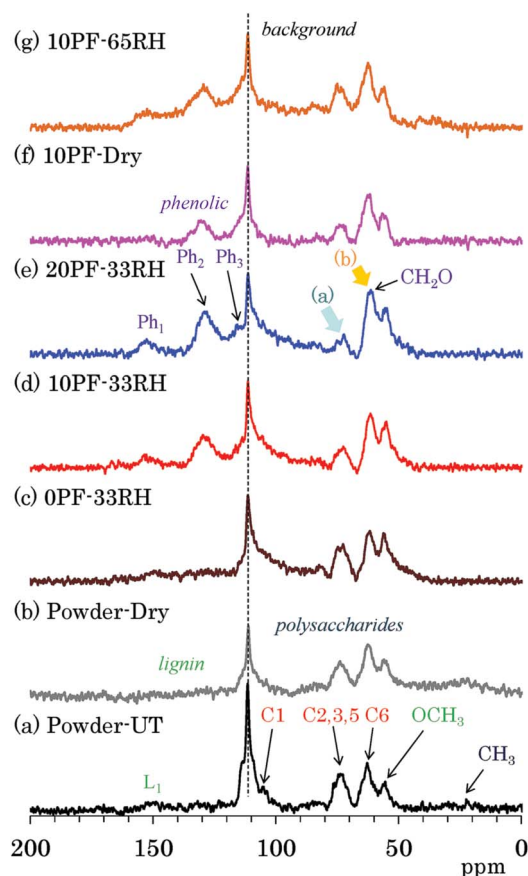 (g) 10PF-65RH
background
(f) 10PF-Dry
phenolic
(e) 20PF-33RH
Ph1
Ph2
Ph3
(a)
(b)
CH2O
(d) 10PF-33RH
(c) 0PF-33RH
(b) Powder-Dry
lignin
polysaccharides
(a) Powder-UT
L1
C1
C2,3,5
C6
OCH3
CH3
200
150
100
50
0
ppm